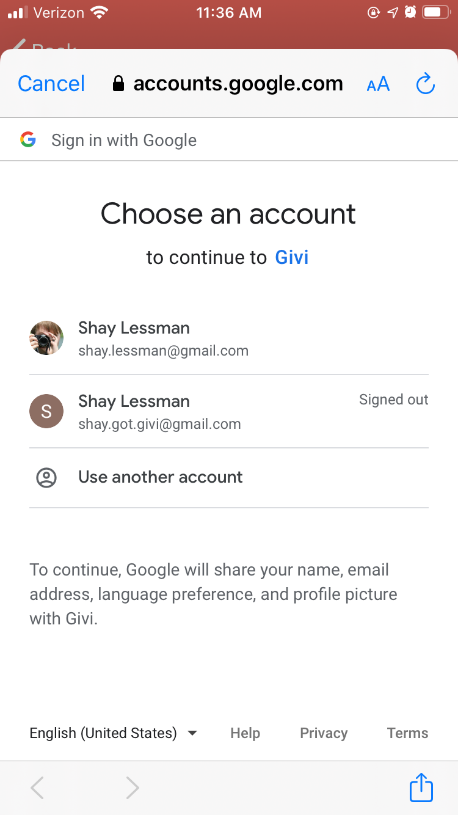 Verizon 11:36 AM
Back
Cancel accounts.google.com AA
Sign in with Google
Choose an account
to continue to Givi
Shay Lessman
shay.lessman@gmail.com
Shay Lessman Signed out
S
shay.got.givi@gmail.com
Use another account
To continue, Google will share your name, email
address, language preference, and profile picture
with Givi.
English (United States) Help Privacy Terms